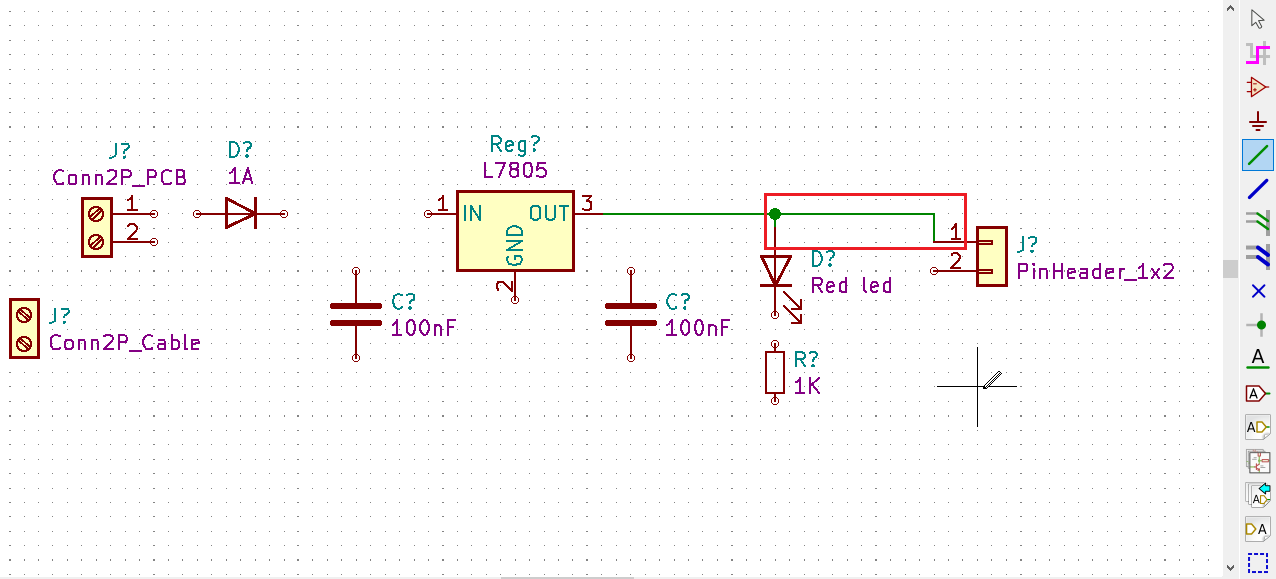 J?
Conn2P_PCB
1
2
D?
1A
J?
Conn2P_Cable
C?
100nF
Reg?
L7805
1
IN
OUT
3
GND
2
C?
100nF
D?
Red led
R?
1K
1
2
J?
PinHeader_1x2
A
A
AD
AD
DA